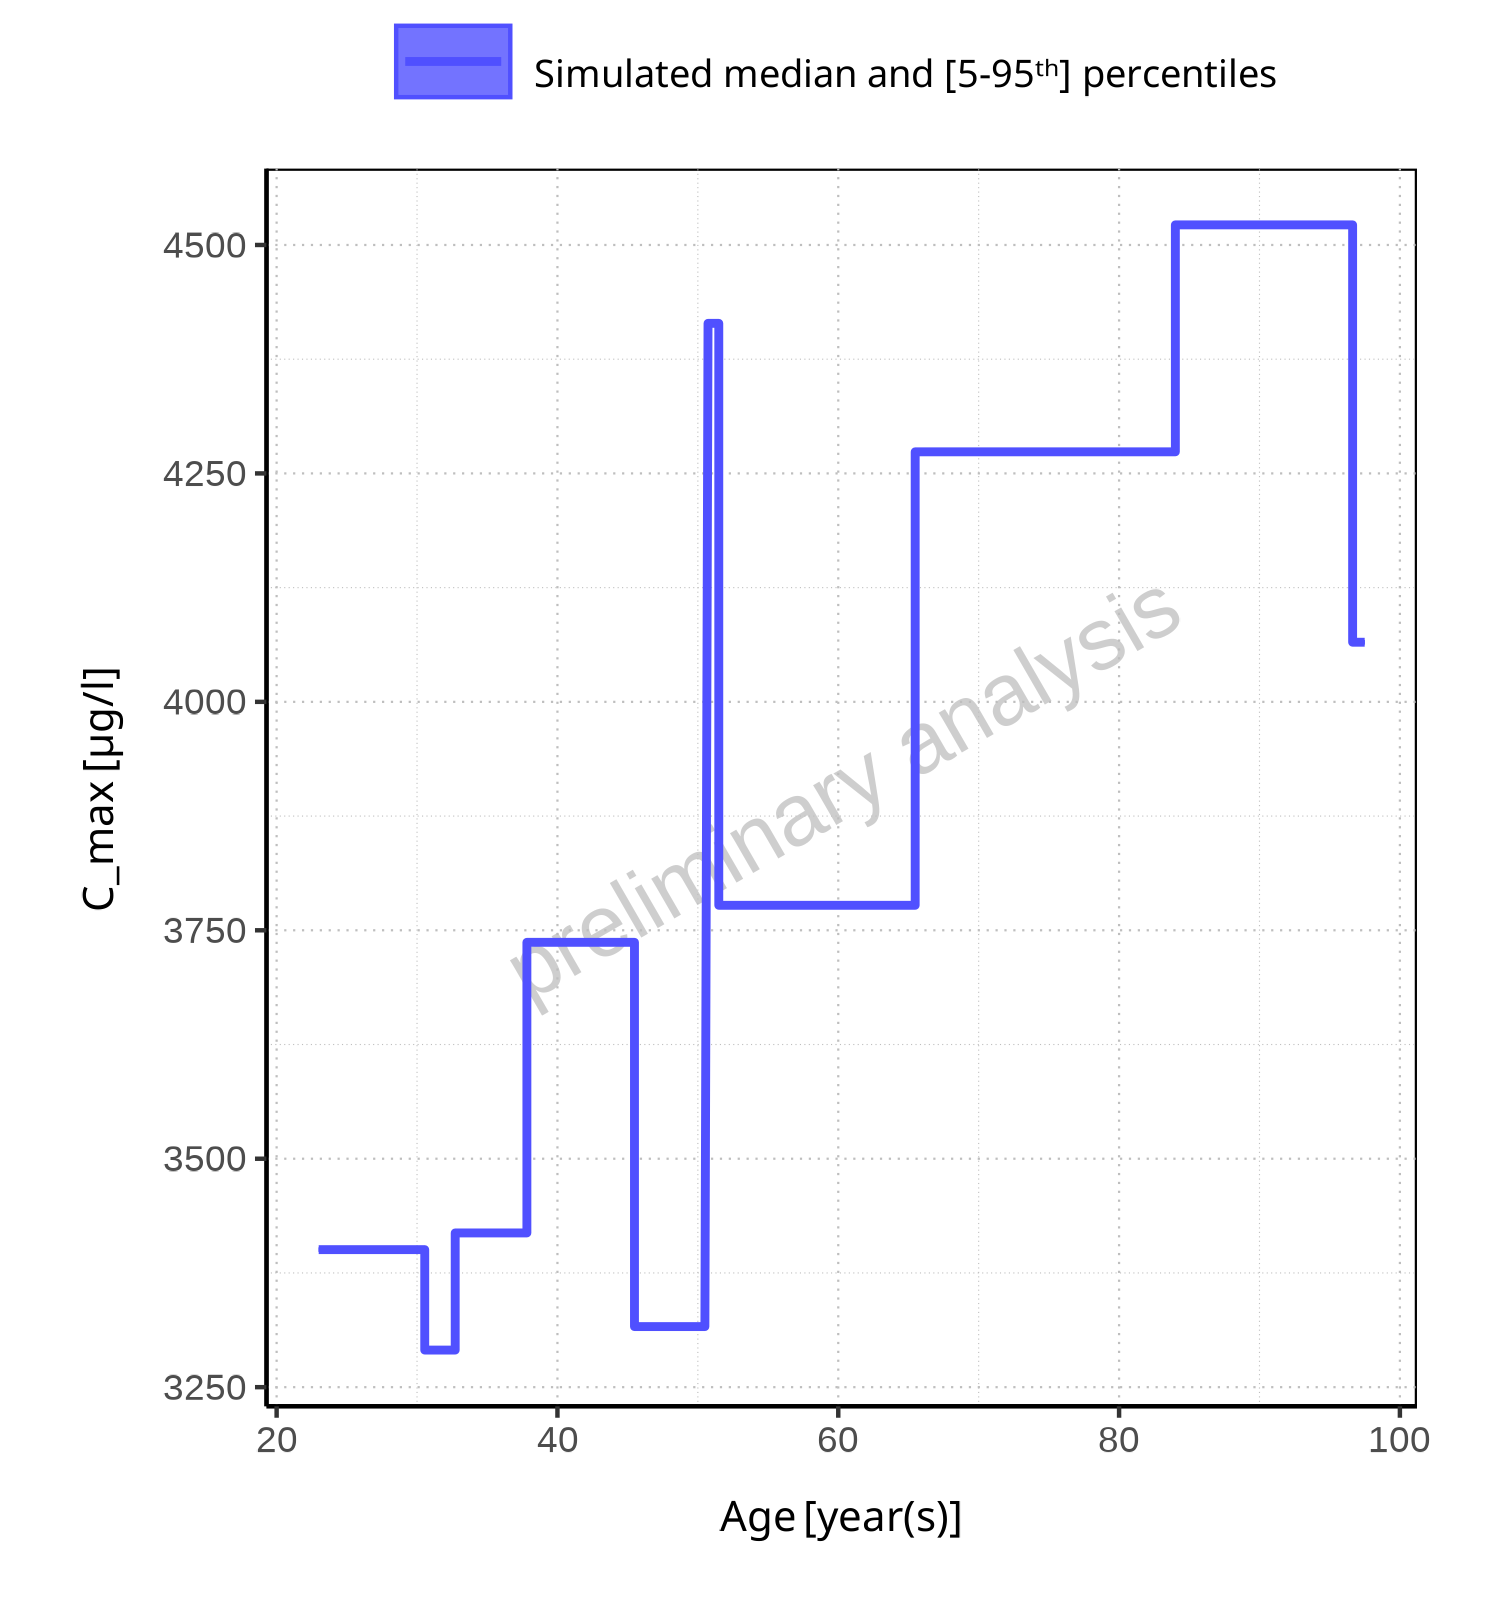 Simulated median and [5-95th] percentiles
4500
4250
4000
3750
3500
3250
C_max [µg/l]
preliminary analysis
20 40 60 80 100
Age [year(s)]